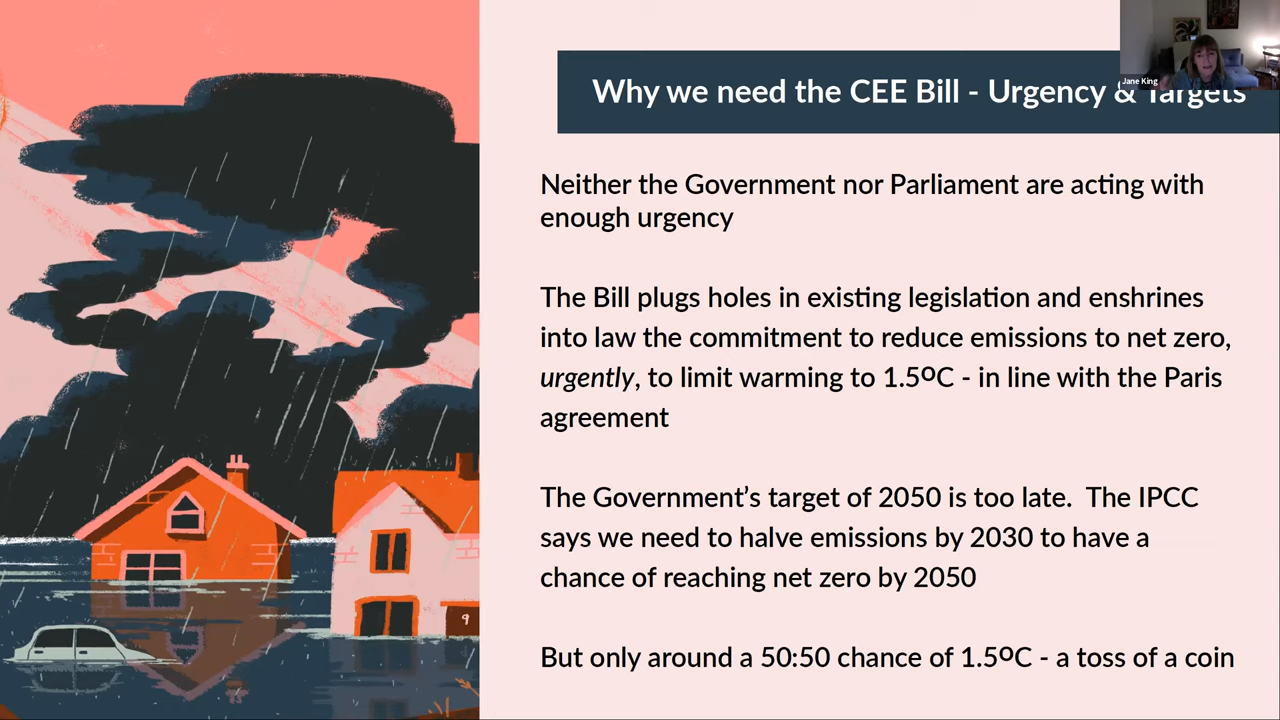 Jane King
Why we need the CEE Bill - Urgency & Targets
Neither the Government nor Parliament are acting with
enough urgency
The Bill plugs holes in existing legislation and enshrines
into law the commitment to reduce emissions to net zero,
urgently, to limit warming to 1.5ºC - in line with the Paris
agreement
The Government’s target of 2050 is too late.  The IPCC
says we need to halve emissions by 2030 to have a
chance of reaching net zero by 2050
But only around a 50:50 chance of 1.5ºC - a toss of a coin
9